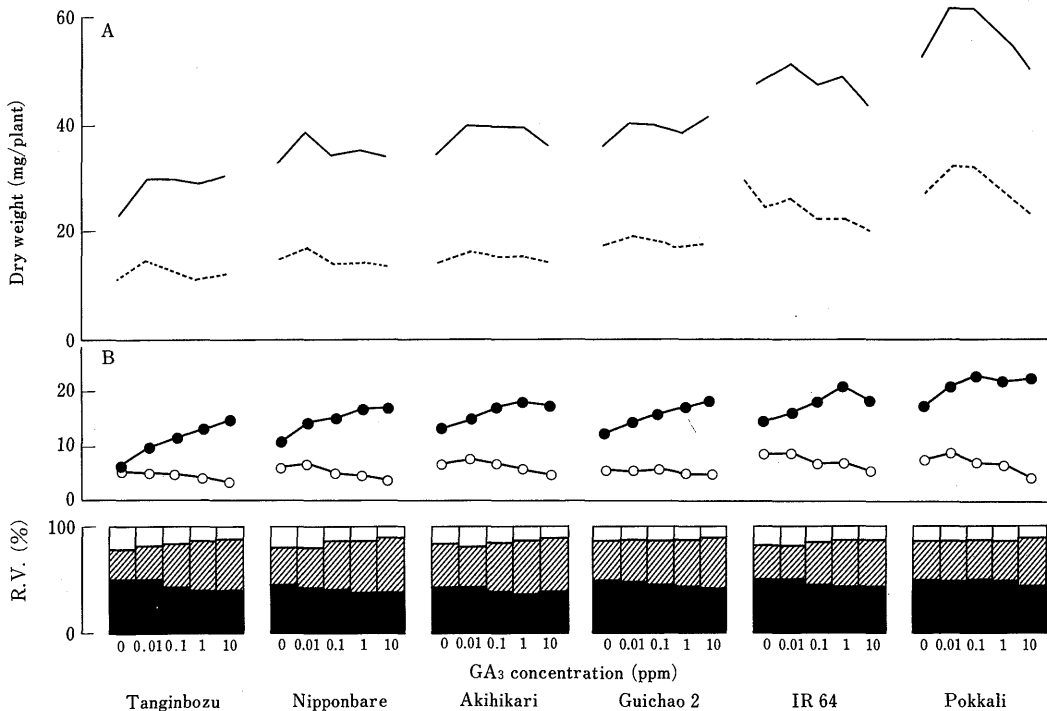 A
60
40
20
0
Dry weight (mg/plant)
B
20
10
0
R.V. (%)
100
0
0 0.01 0.1 1 10 0 0.01 0.1 1 10 0 0.01 0.1 1 10 0 0.01 0.1 1 10 0 0.01 0.1 1 10 0 0.01 0.1 1 10
GA₃ concentration (ppm)
Tanginbozu Nipponbare Akihikari Guichao 2 IR 64 Pokkali